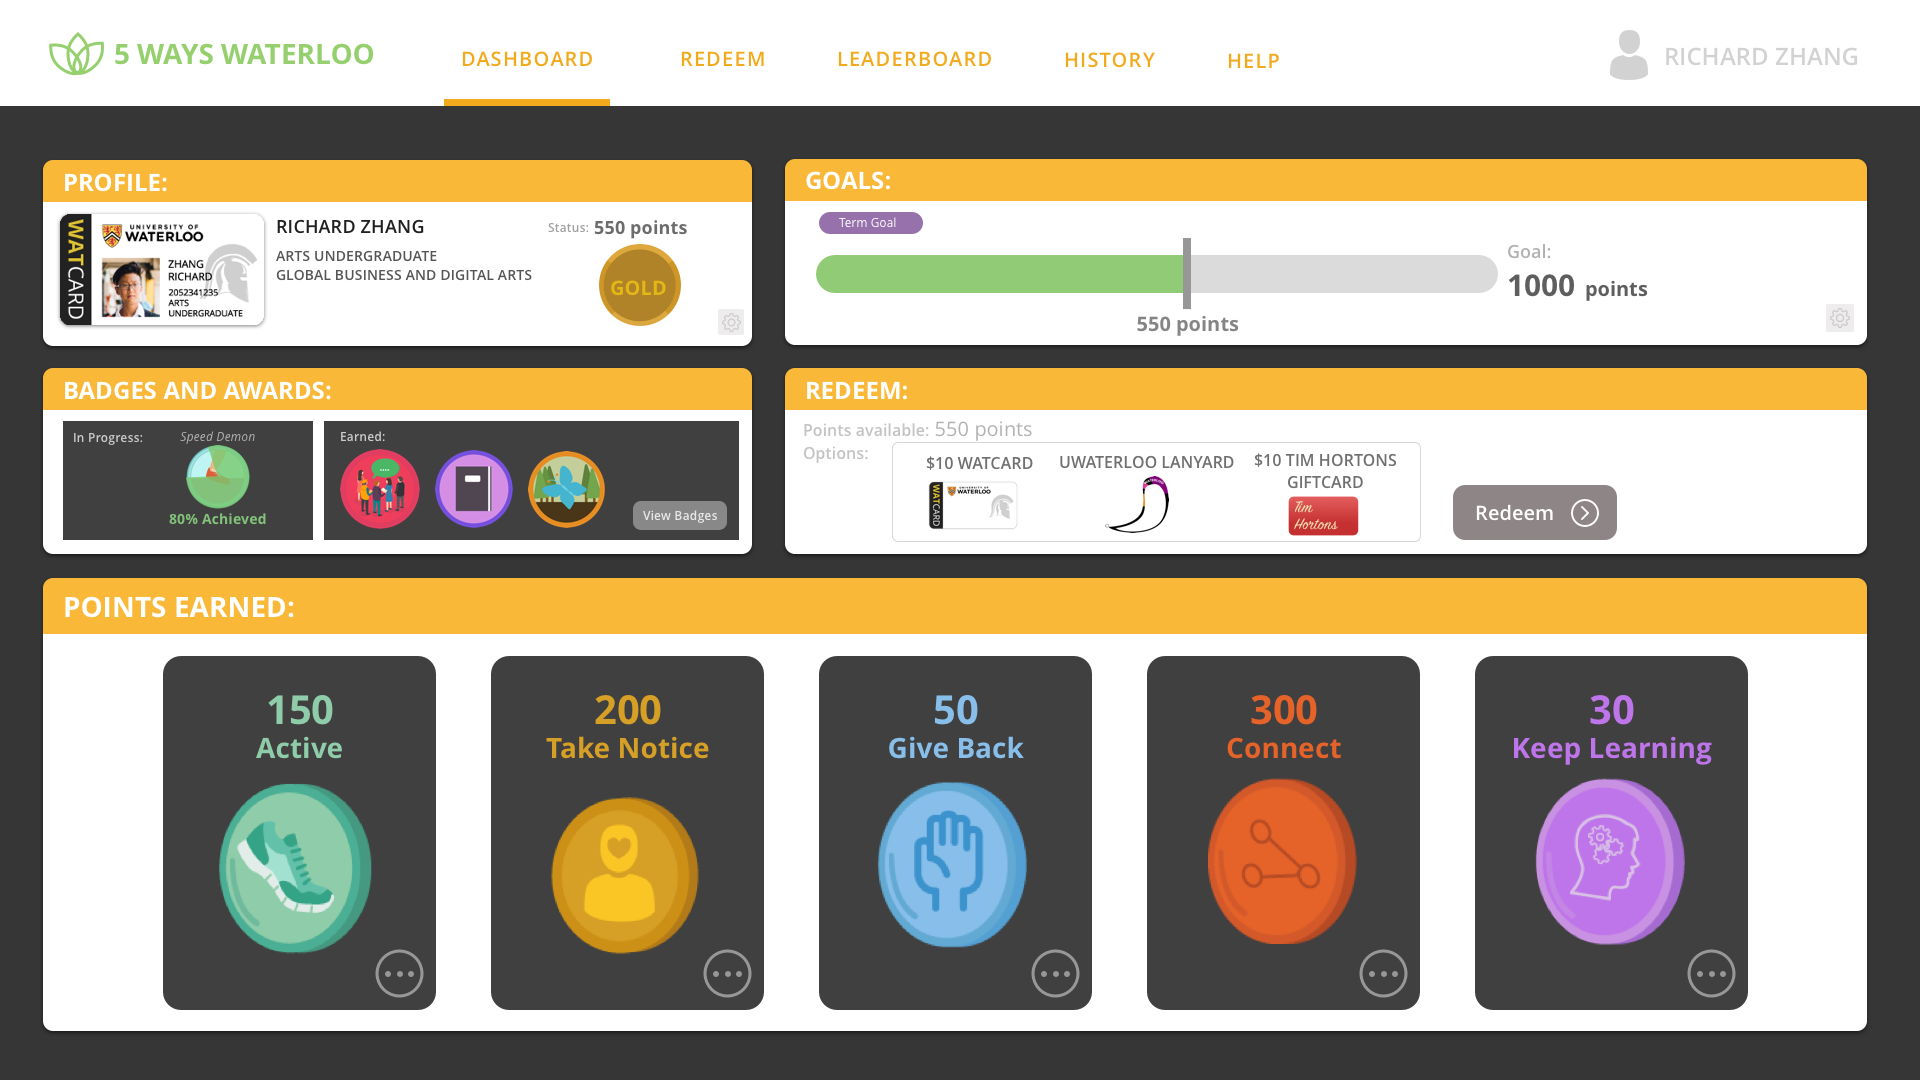 5 WAYS WATERLOO
DASHBOARD
REDEEM
LEADERBOARD
HISTORY
HELP
RICHARD ZHANG
PROFILE:
WATCARD
UNIVERSITY OF
WATERLOO
ZHANG
RICHARD
2052341235
ARTS
UNDERGRADUATE
RICHARD ZHANG
ARTS UNDERGRADUATE
GLOBAL BUSINESS AND DIGITAL ARTS
Status: 550 points
GOLD
GOALS:
Term Goal
550 points
Goal:
1000 points
BADGES AND AWARDS:
In Progress:
Speed Demon
80% Achieved
Earned:
View Badges
REDEEM:
Points available: 550 points
Options:
$10 WATCARD
WATCARD
UNIVERSITY OF
WATERLOO
UWATERLOO LANYARD
$10 TIM HORTONS
GIFTCARD
Tim
Hortons
Redeem
POINTS EARNED:
150
Active
200
Take Notice
50
Give Back
300
Connect
30
Keep Learning